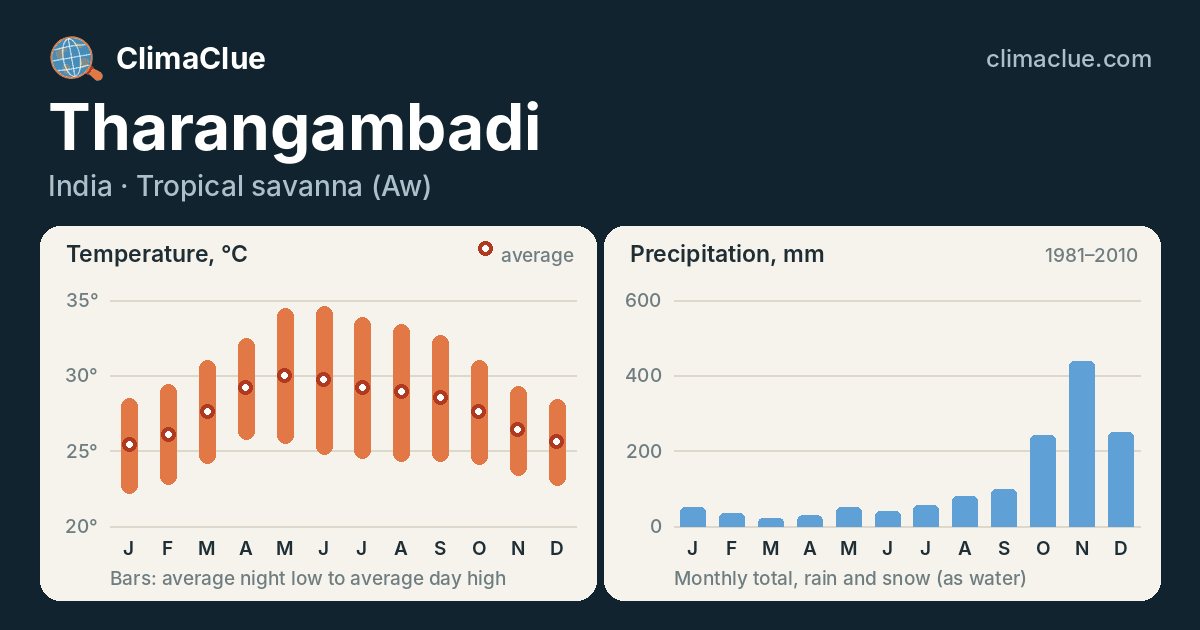 ClimaClue
climaclue.com
Tharangambadi
India · Tropical savanna (Aw)
Temperature, °C
average
35°
30°
25°
20°
J F M A M J J A S O N D
Bars: average night low to average day high
Precipitation, mm
1981–2010
600
400
200
0
J F M A M J J A S O N D
Monthly total, rain and snow (as water)